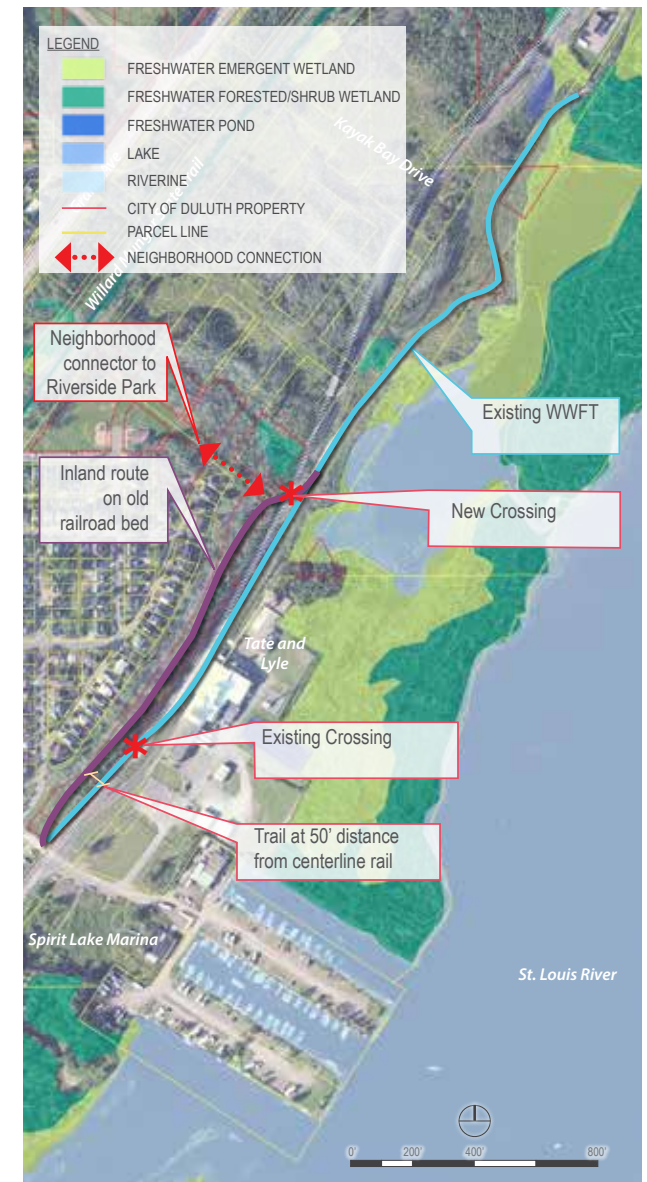 LEGEND
FRESHWATER EMERGENT WETLAND
FRESHWATER FORESTED/SHRUB WETLAND
FRESHWATER POND
LAKE
RIVERINE
CITY OF DULUTH PROPERTY
PARCEL LINE
NEIGHBORHOOD CONNECTION
Kayak Bay Drive
Willard
Neighborhood
connector to
Riverside Park
Existing WWFT
Inland route
on old
railroad bed
New Crossing
Tate and
Lyle
Existing Crossing
Trail at 50' distance
from centerline rail
Spirit Lake Marina
St. Louis River
0' 200' 400' 800'